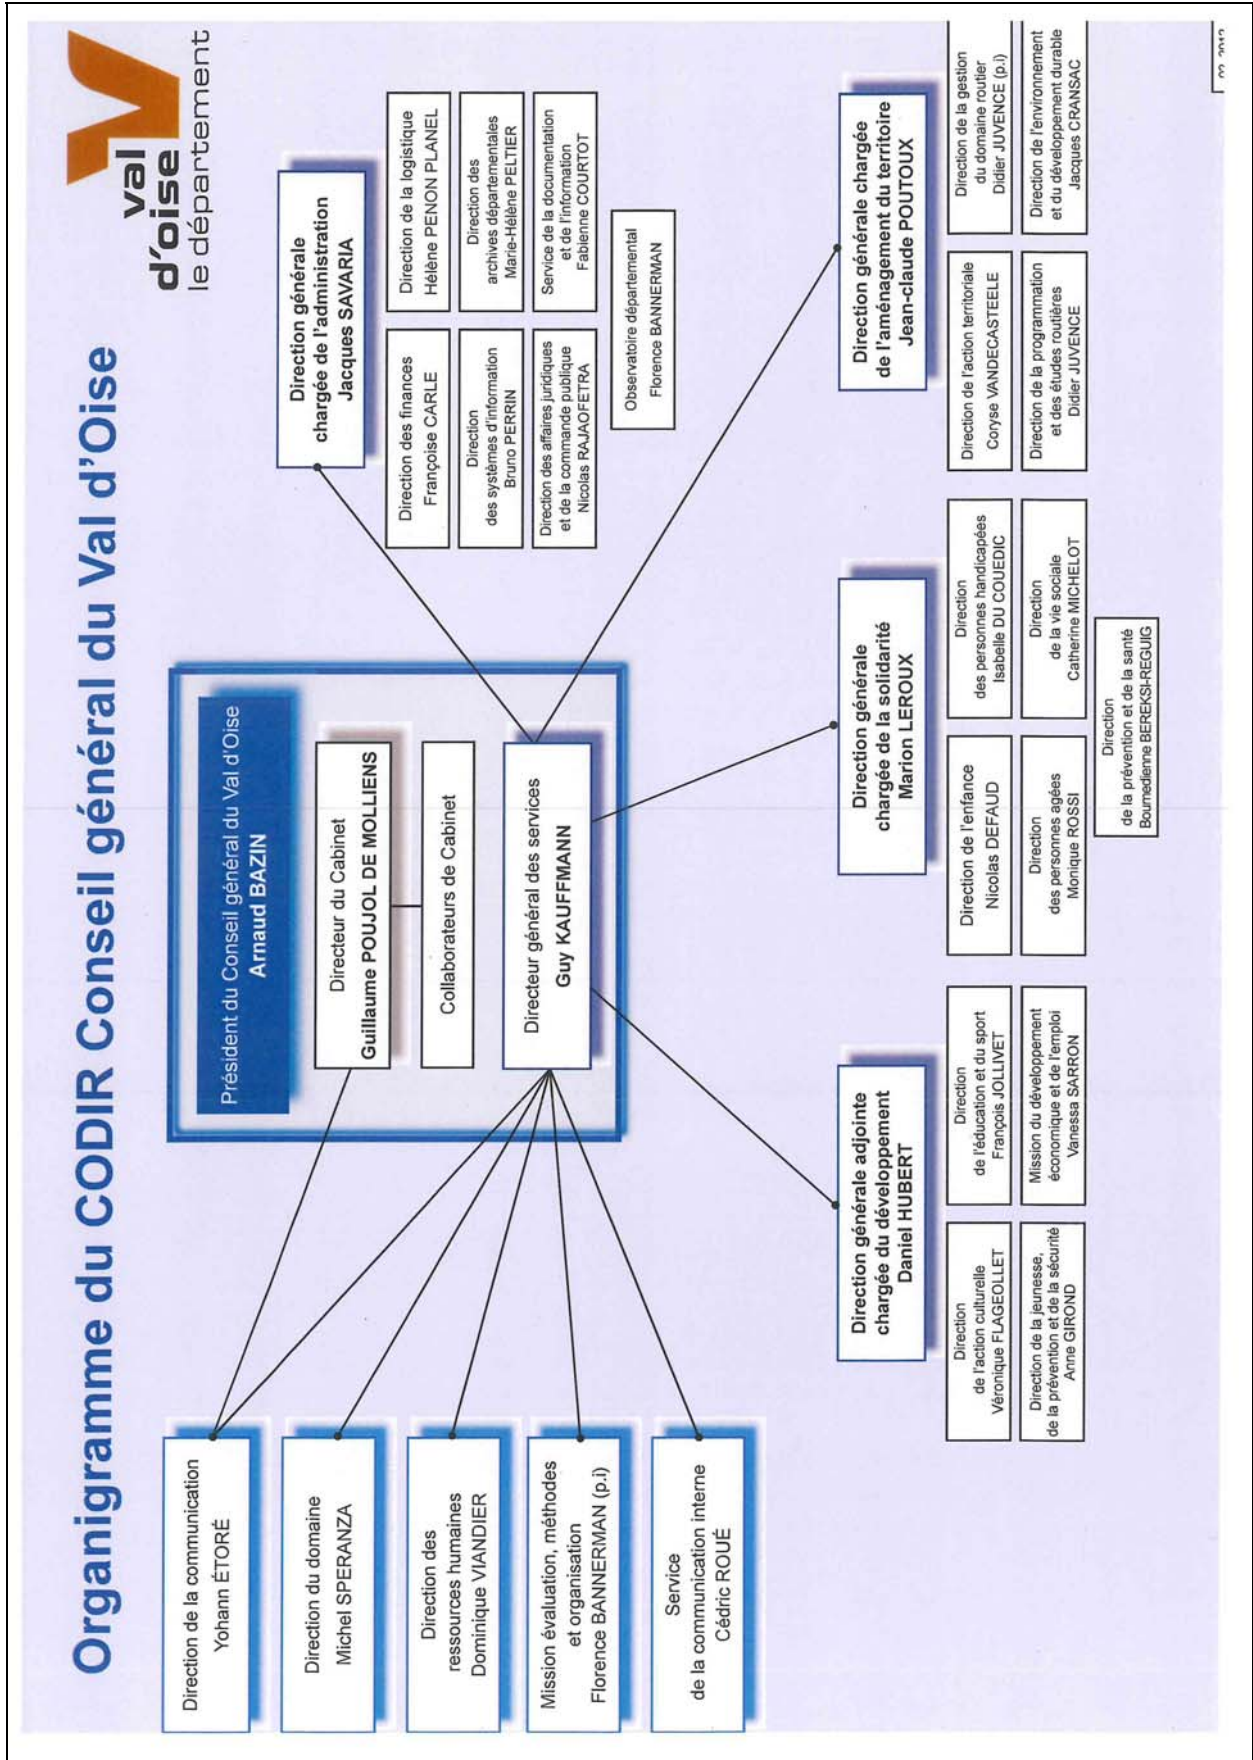 Organigramme du CODIR Conseil général du Val d'Oise
val
d'oise
le département
Président du Conseil général du Val d'Oise
Arnaud BAZIN
Directeur du Cabinet
Guillaume POUJOL DE MOLLIENS
Collaborateurs de Cabinet
Directeur général des services
Guy KAUFFMANN
Direction de la communication
Yohann ÉTORÉ
Direction du domaine
Michel SPERANZA
Direction des
ressources humaines
Dominique VIANDIER
Mission évaluation, méthodes
et organisation
Florence BANNERMAN (p.i)
Service
de la communication interne
Cédric ROUÉ
Direction générale
chargée de l'administration
Jacques SAVARIA
Direction des finances
Françoise CARLE
Direction de la logistique
Hélène PENON PLANEL
Direction
des systèmes d'information
Bruno PERRIN
Direction des
archives départementales
Marie-Hélène PELTIER
Direction des affaires juridiques
et de la commande publique
Nicolas RAJAOFETRA
Service de la documentation
et de l'information
Fabienne COURTOT
Observatoire départemental
Florence BANNERMAN
Direction générale adjointe
chargée du développement
Daniel HUBERT
Direction
de l'action culturelle
Véronique FLAGEOLLET
Direction
de l'éducation et du sport
François JOLLIVET
Direction de la jeunesse,
de la prévention et de la sécurité
Anne GIROND
Mission du développement
économique et de l'emploi
Vanessa SARRON
Direction générale
chargée de la solidarité
Marion LEROUX
Direction de l'enfance
Nicolas DEFAUD
Direction
des personnes handicapées
Isabelle DU COUEDIC
Direction
des personnes agées
Monique ROSSI
Direction
de la vie sociale
Catherine MICHELOT
Direction
de la prévention et de la santé
Boumedienne BEREKSI-REGUIG
Direction générale chargée
de l'aménagement du territoire
Jean-claude POUTOUX
Direction de l'action territoriale
Coryse VANDECASTEELE
Direction de la gestion
du domaine routier
Didier JUVENCE (p.i)
Direction de la programmation
et des études routières
Didier JUVENCE
Direction de l'environnement
et du développement durable
Jacques CRANSAC